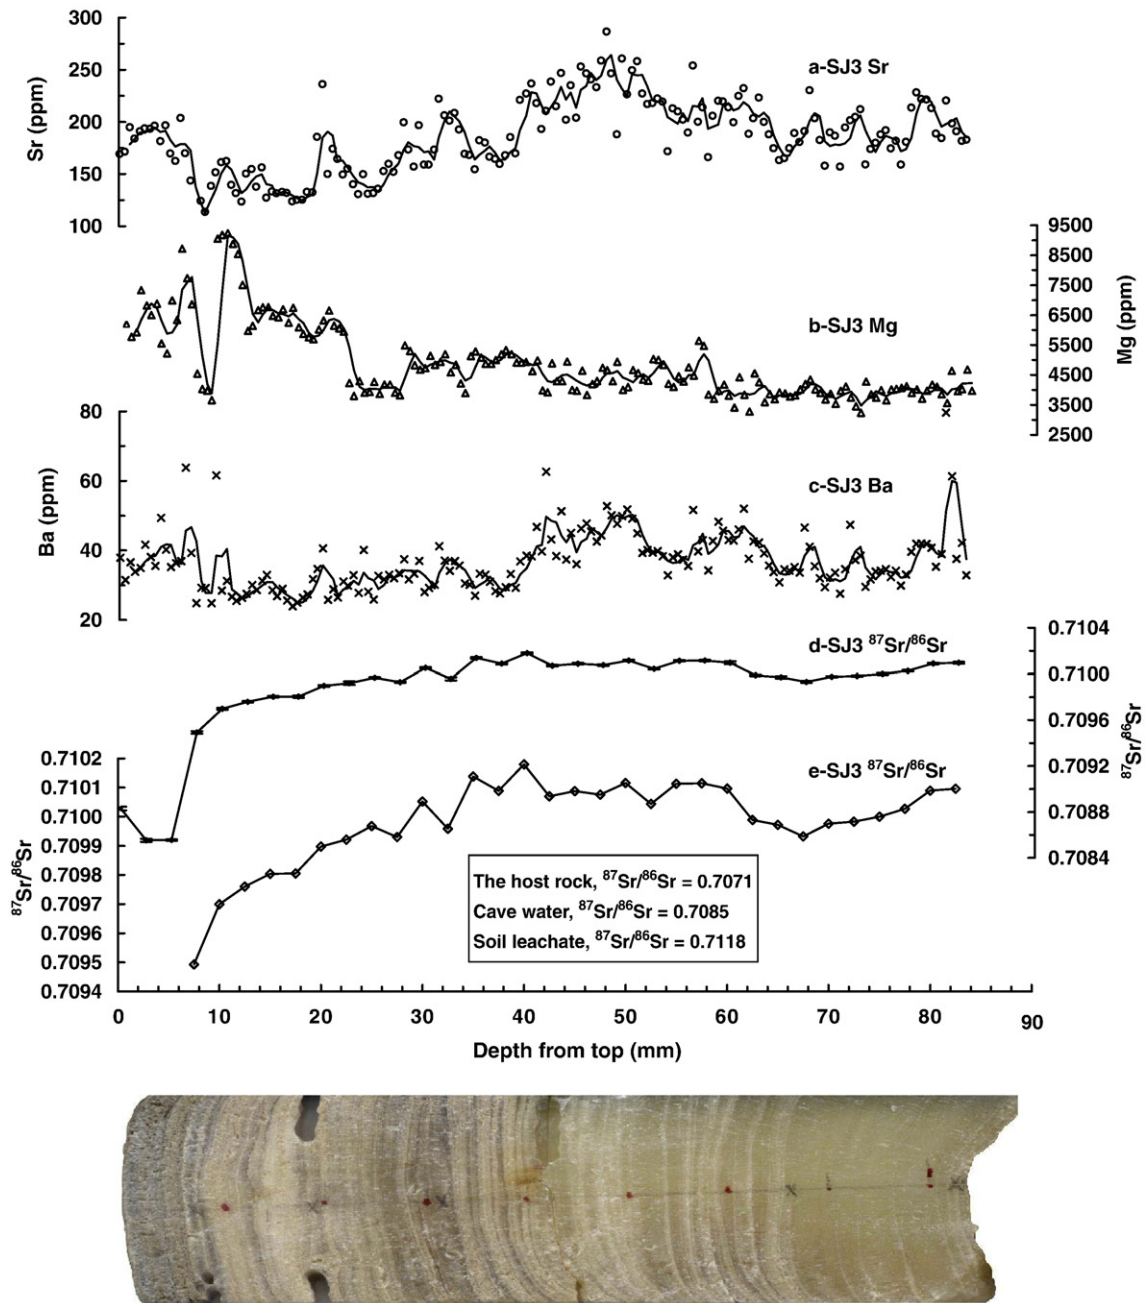 300
250
200
150
100
Sr (ppm)
a-SJ3 Sr
9500
8500
7500
6500
5500
4500
3500
2500
Mg (ppm)
b-SJ3 Mg
80
60
40
20
Ba (ppm)
c-SJ3 Ba
0.7104
0.7100
0.7096
0.7092
0.7088
0.7084
⁸⁷Sr/⁸⁶Sr
d-SJ3 ⁸⁷Sr/⁸⁶Sr
0.7102
0.7101
0.7100
0.7099
0.7098
0.7097
0.7096
0.7095
0.7094
⁸⁷Sr/⁸⁶Sr
e-SJ3 ⁸⁷Sr/⁸⁶Sr
The host rock, ⁸⁷Sr/⁸⁶Sr = 0.7071
Cave water, ⁸⁷Sr/⁸⁶Sr = 0.7085
Soil leachate, ⁸⁷Sr/⁸⁶Sr = 0.7118
0 10 20 30 40 50 60 70 80 90
Depth from top (mm)